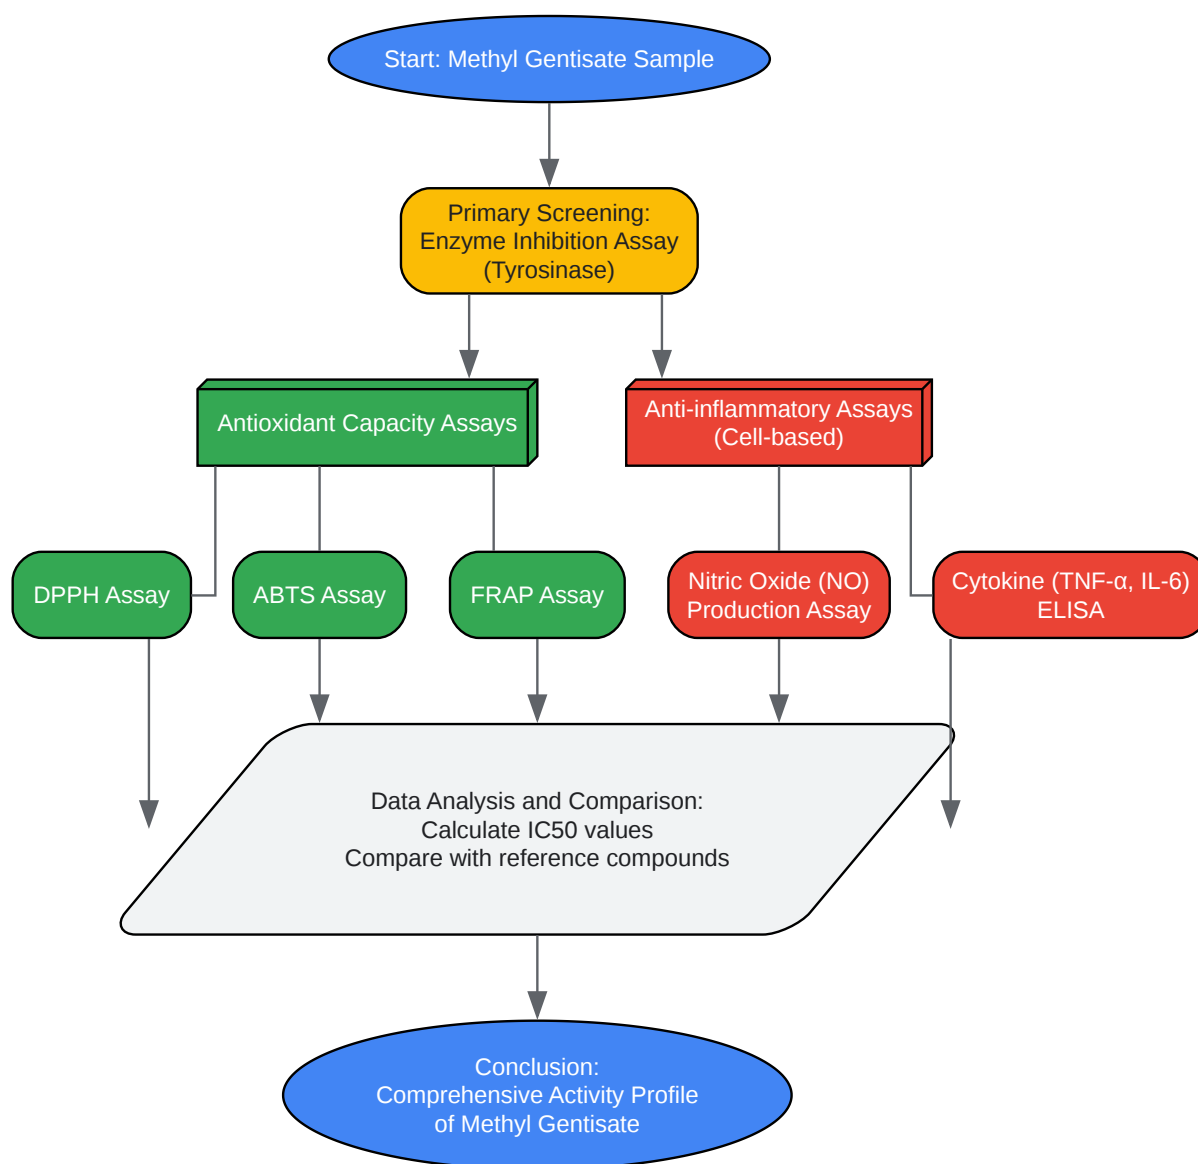 Start: Methyl Gentisate Sample
Primary Screening:
Enzyme Inhibition Assay
(Tyrosinase)
Antioxidant Capacity Assays
Anti-inflammatory Assays
(Cell-based)
DPPH Assay
ABTS Assay
FRAP Assay
Nitric Oxide (NO)
Production Assay
Cytokine (TNF-α, IL-6)
ELISA
Data Analysis and Comparison:
Calculate IC50 values
Compare with reference compounds
Conclusion:
Comprehensive Activity Profile
of Methyl Gentisate